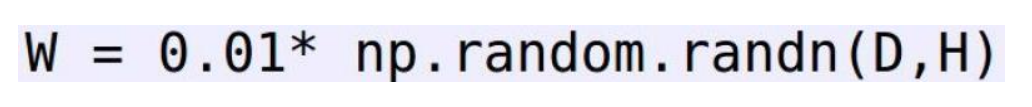 W = 0.01* np.random.randn(D,H)